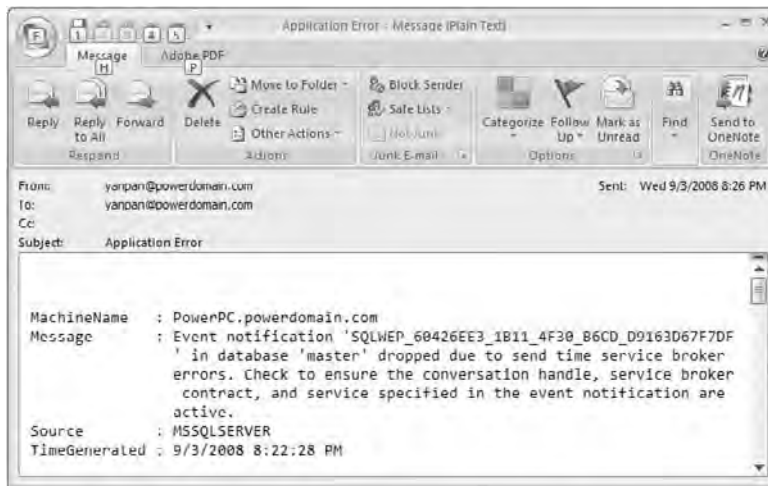 Application Error - Message (Plain Text)
F
1 2 3 4 5
Message
Adobe PDF
H
P
Reply
Reply to All
Forward
Respond
Delete
Move to Folder
Create Rule
Other Actions
Actions
Block Sender
Safe Lists
Not Junk
Junk E-mail
Categorize
Follow Up
Mark as Unread
Options
Find
Send to OneNote
OneNote
From: yanpan@powerdomain.com
Sent: Wed 9/3/2008 8:26 PM
To: yanpan@powerdomain.com
Cc:
Subject: Application Error
MachineName : PowerPC.powerdomain.com
Message : Event notification 'SQLWEP_60426EE3_1B11_4F30_B6CD_D9163D67F7DF
' in database 'master' dropped due to send time service broker
errors. Check to ensure the conversation handle, service broker
contract, and service specified in the event notification are
active.
Source : MSSQLSERVER
TimeGenerated : 9/3/2008 8:22:28 PM